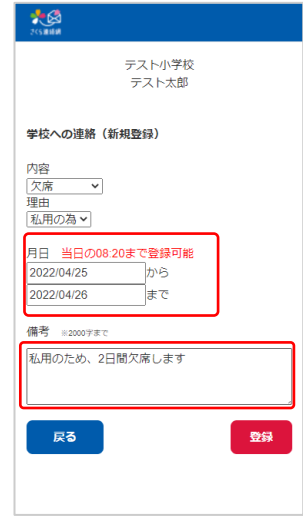 さくら連絡網
テスト小学校
テスト太郎
学校への連絡（新規登録）
内容
欠席
理由
私用の為
月日　当日の08:20まで登録可能
2022/04/25 から
2022/04/26 まで
備考　※2000字まで
私用のため、2日間欠席します
戻る 登録